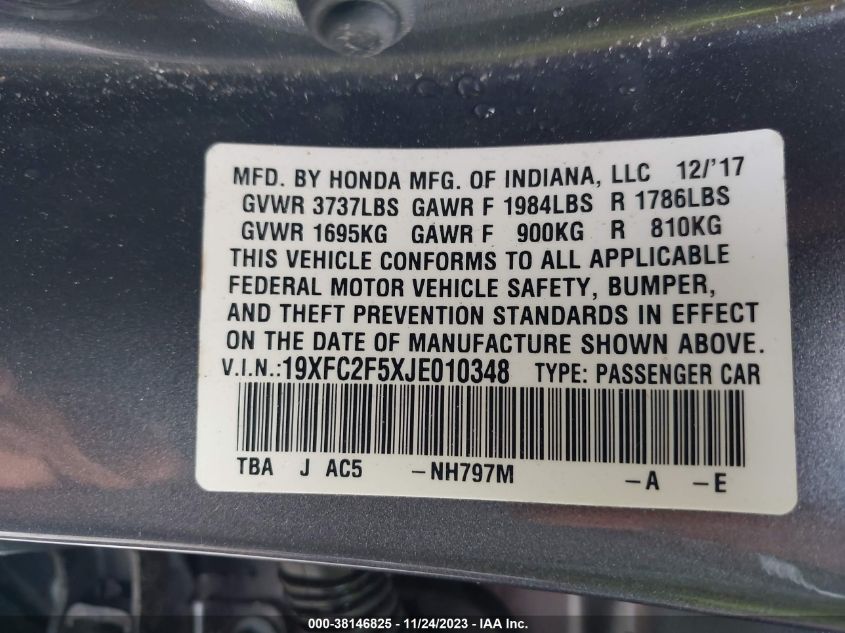 MFD. BY HONDA MFG. OF INDIANA, LLC 12/'17
GVWR 3737LBS GAWR F 1984LBS R 1786LBS
GVWR 1695KG GAWR F 900KG R 810KG
THIS VEHICLE CONFORMS TO ALL APPLICABLE
FEDERAL MOTOR VEHICLE SAFETY, BUMPER,
AND THEFT PREVENTION STANDARDS IN EFFECT
ON THE DATE OF MANUFACTURE SHOWN ABOVE.
V.I.N.:19XFC2F5XJE010348 TYPE: PASSENGER CAR
TBA J AC5 -NH797M -A -E
000-38146825 - 11/24/2023 - IAA Inc.